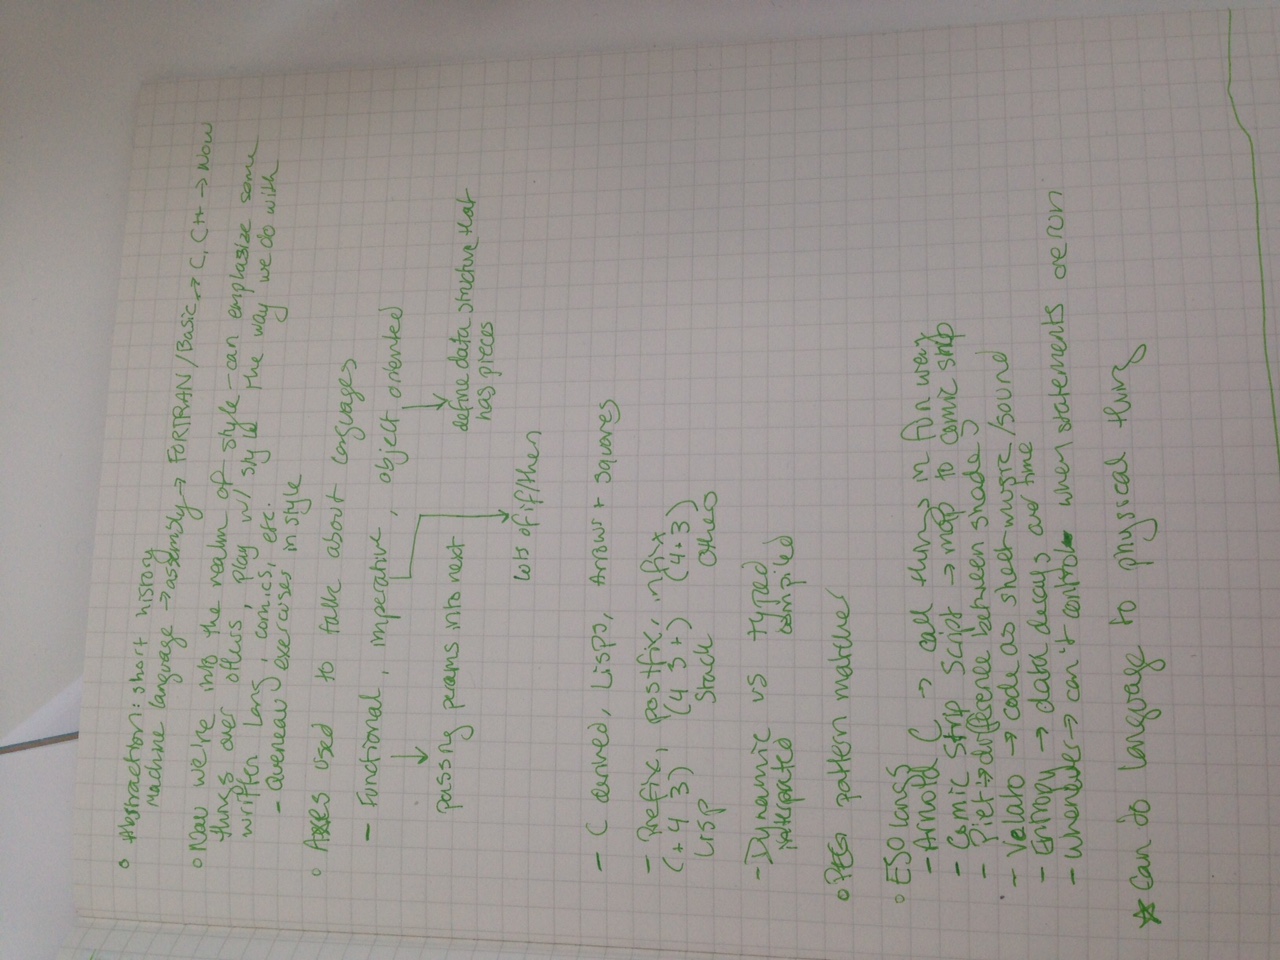 ° Abstraction: short history
Machine language → assembly → FORTRAN / Basic → C, C++ → Now
° Now we're into the realm of style - can emphasize some
things over others, play w/ style the way we do with
written lang, comics, etc.
- Queneau exercises in style
° Axes used to talk about languages
- Functional, imperative, object oriented
passing params into next
define data structure that
has pieces
lots of if/then
- C derived, Lisps, Arrows + squares
- Prefix, postfix, infix
(+ 4 3) (4 3 +) (4+3)
Lisp Stack Others
- Dynamic vs typed
interpated compiled
° PEG pattern matcher
° ESO langs
- Arnold C → call things in fun way
- Comic Strip Script → map to comic strip
- Piet → difference between shades
- Velato → code as sheet music / sound
- Entropy → data decays over time
- Whenever → can't control when statements are run
☆ Can do language to physical thing